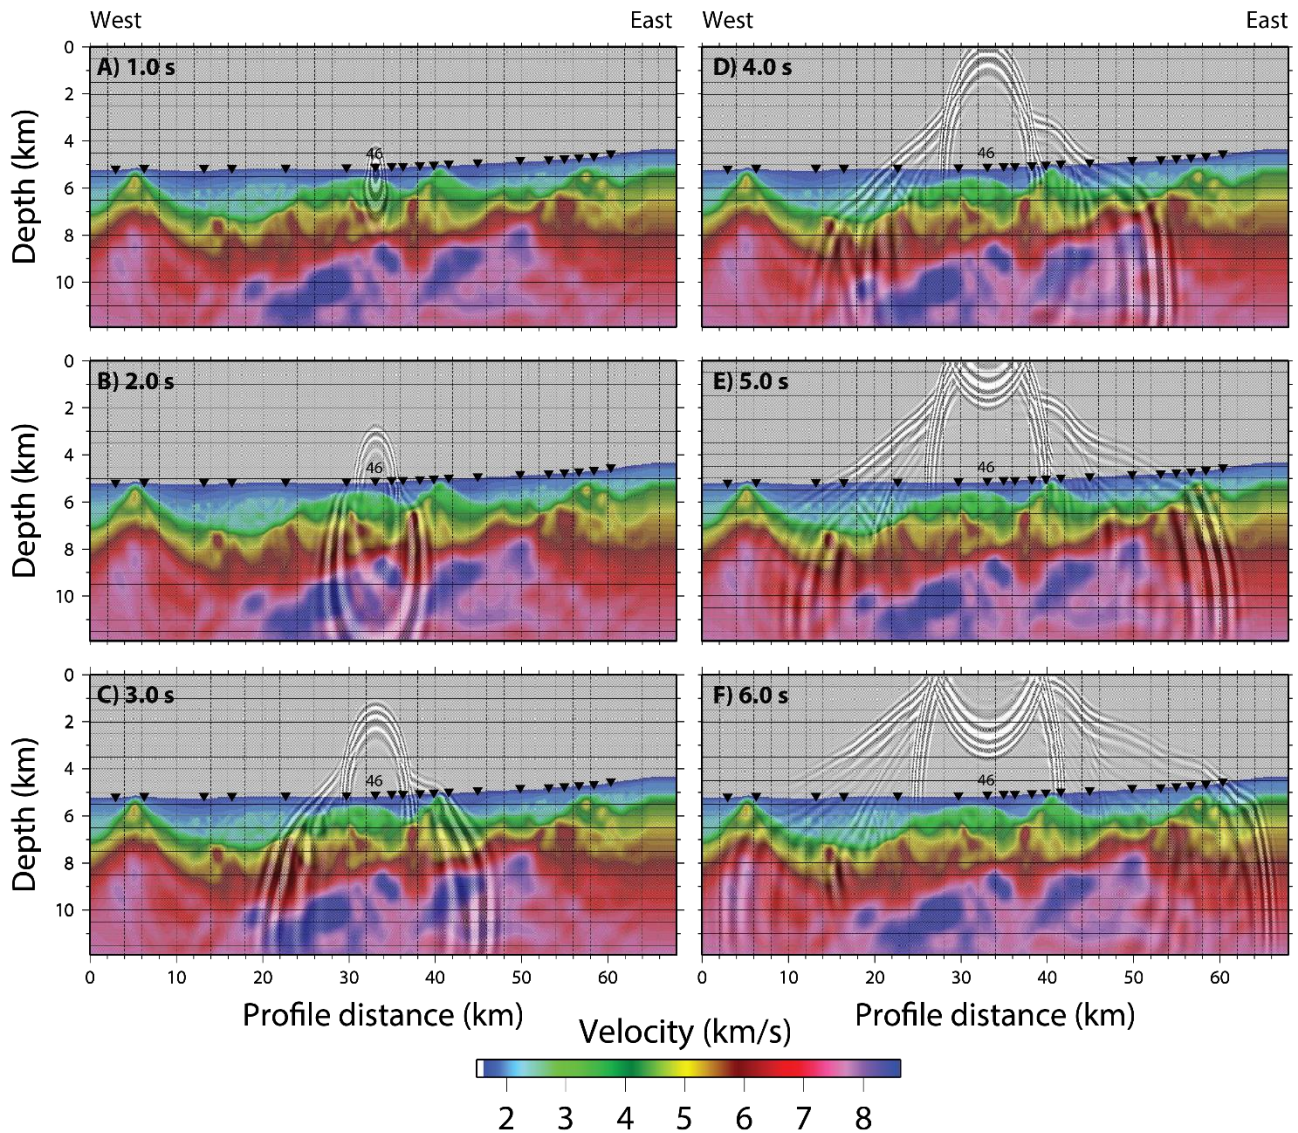 West East West East
A) 1.0 s
D) 4.0 s
46
46
0
2
4
6
8
10
Depth (km)
B) 2.0 s
E) 5.0 s
46
46
0
2
4
6
8
10
Depth (km)
C) 3.0 s
F) 6.0 s
46
46
0
2
4
6
8
10
Depth (km)
0 10 20 30 40 50 60 0 10 20 30 40 50 60
Profile distance (km) Profile distance (km)
Velocity (km/s)
2 3 4 5 6 7 8